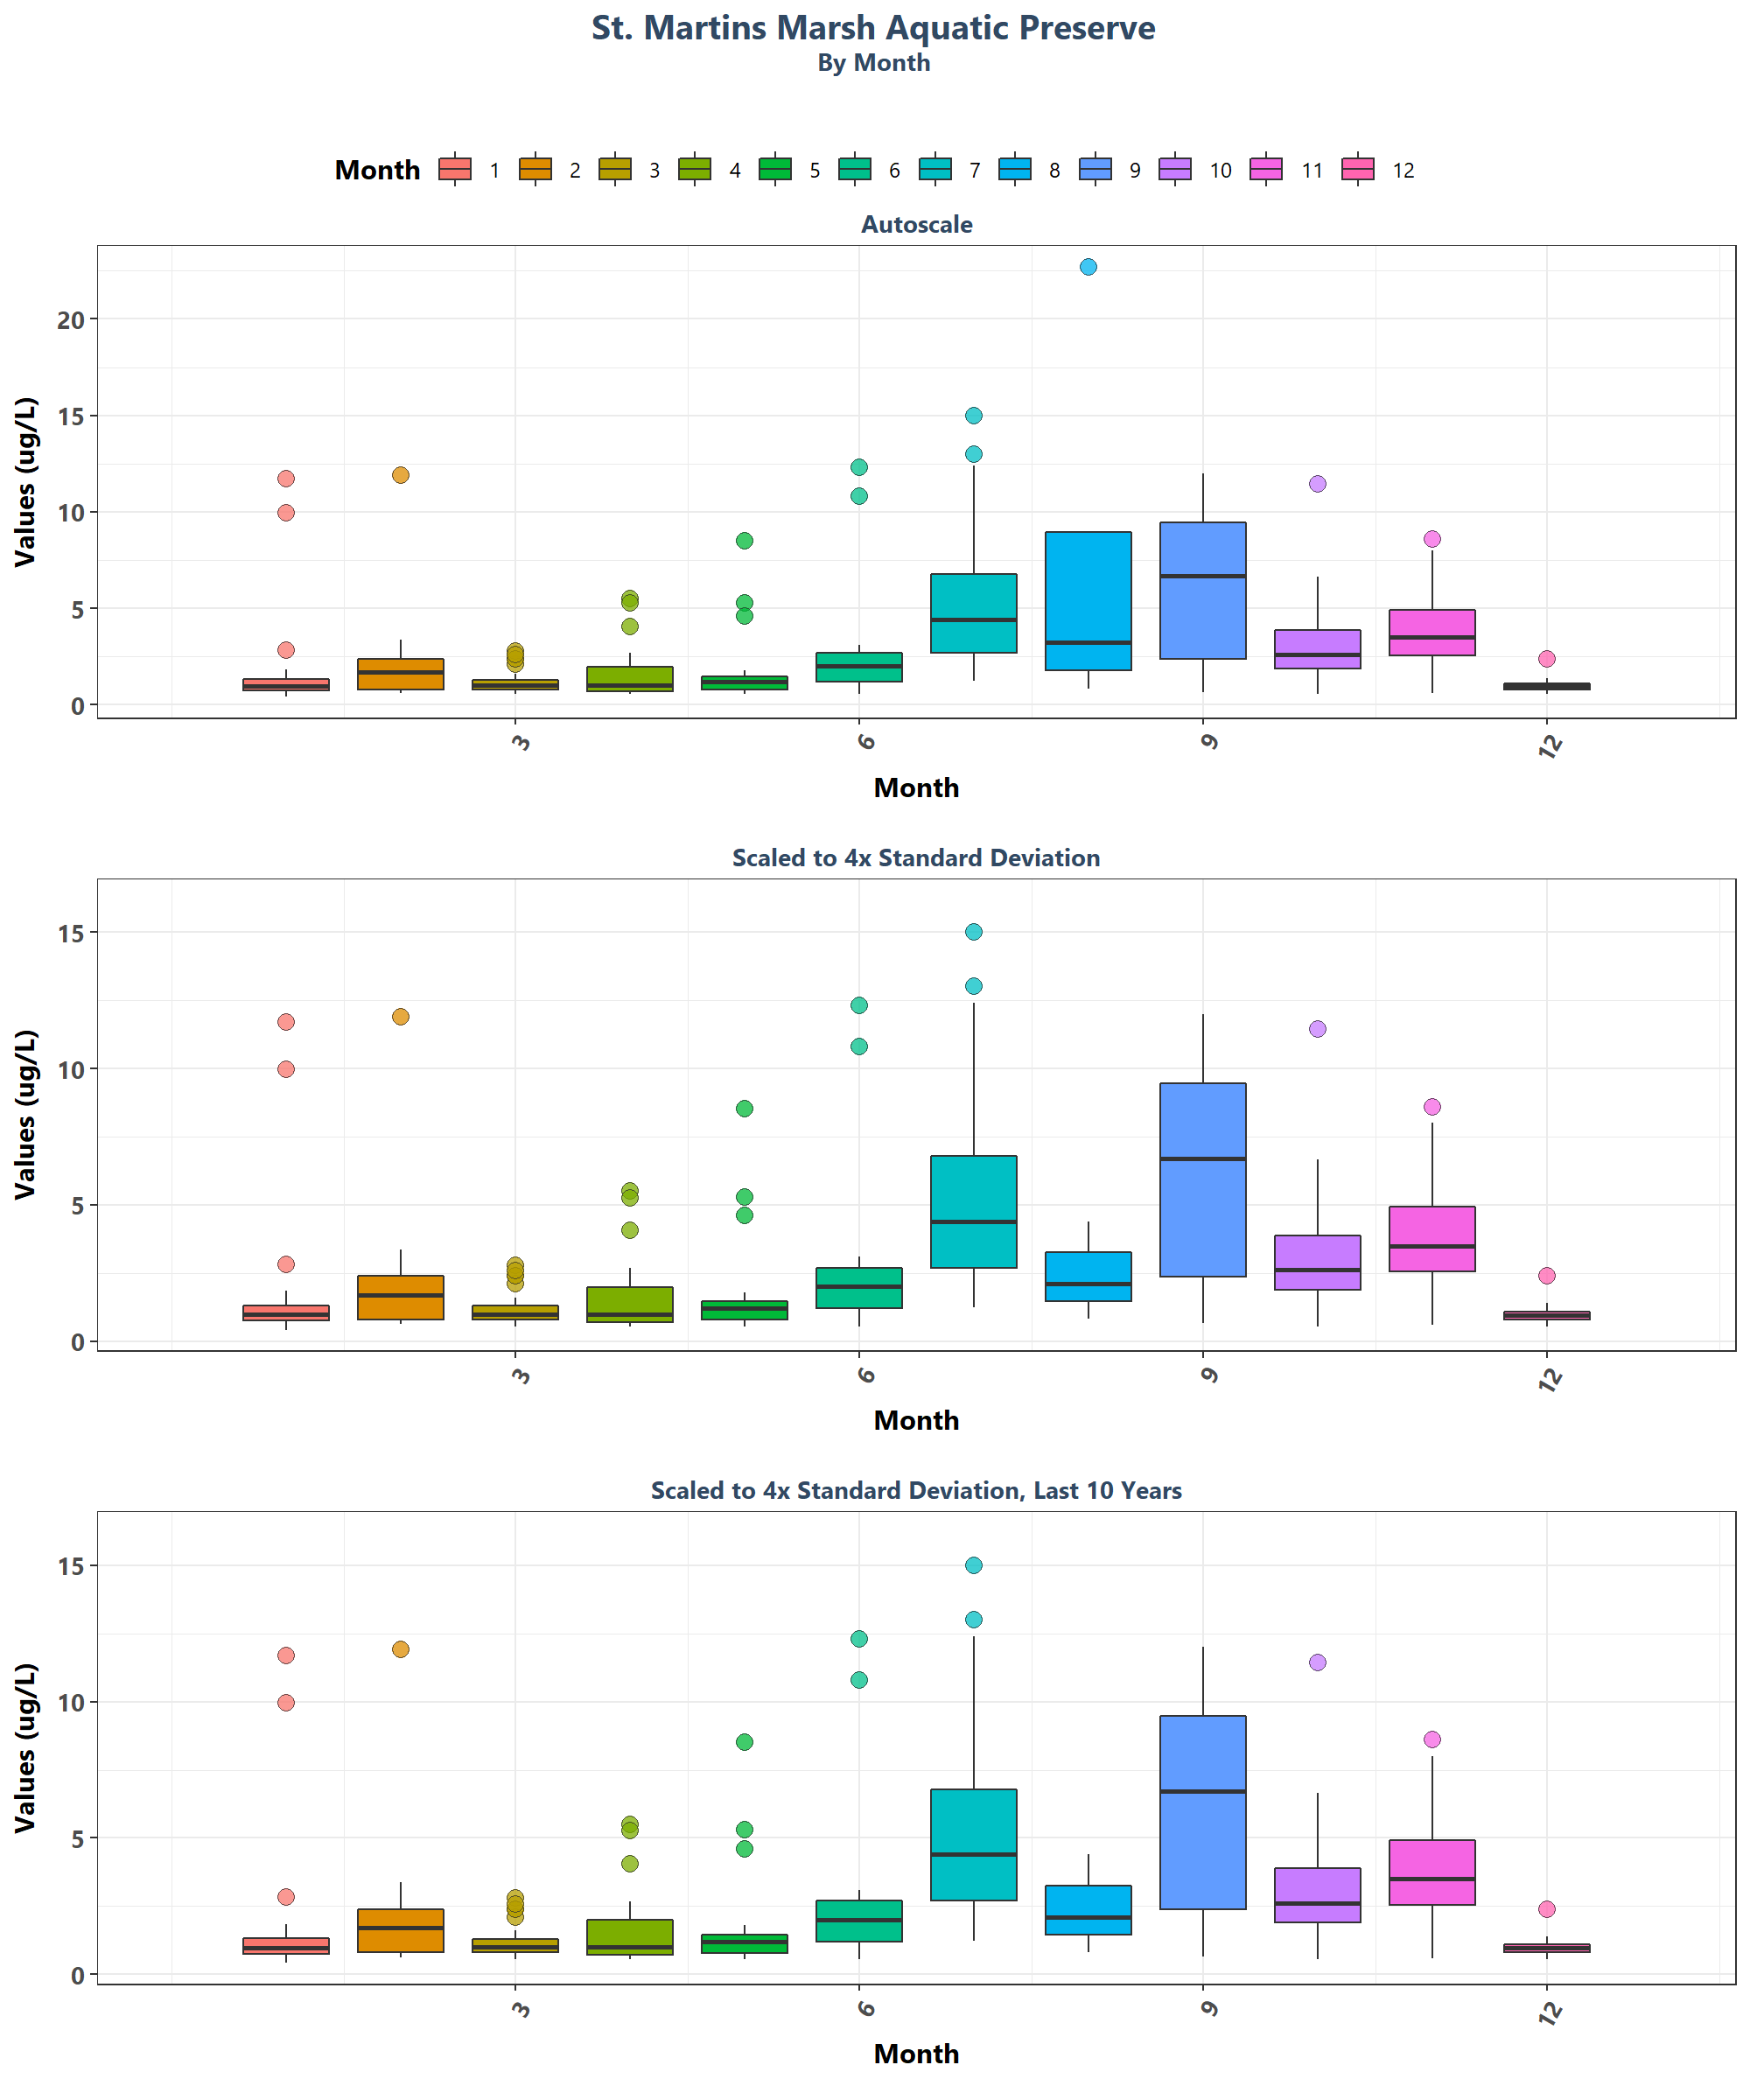 St. Martins Marsh Aquatic Preserve
By Month
Month 1 2 3 4 5 6 7 8 9 10 11 12
Autoscale
Values (ug/L)
20
15
10
5
0
3 6 9 12
Month
Scaled to 4x Standard Deviation
Values (ug/L)
15
10
5
0
3 6 9 12
Month
Scaled to 4x Standard Deviation, Last 10 Years
Values (ug/L)
15
10
5
0
3 6 9 12
Month